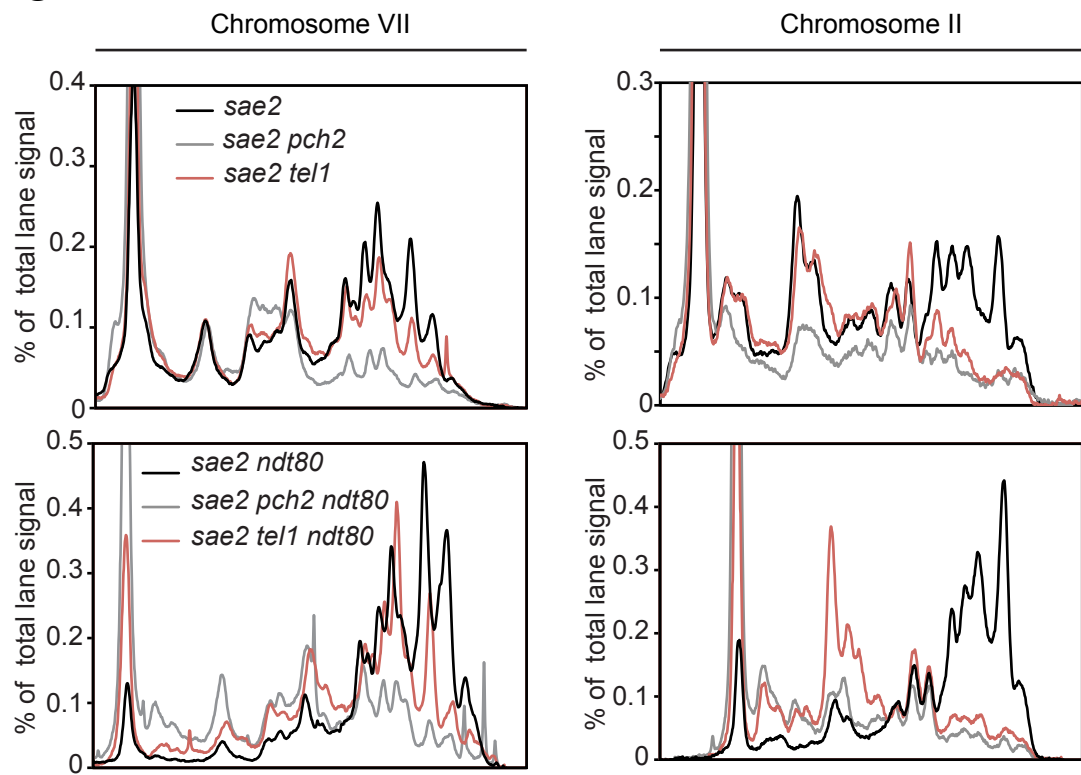 Chromosome VII
Chromosome II
% of total lane signal
0.4
0.3
0.2
0.1
0
sae2
sae2 pch2
sae2 tel1
% of total lane signal
0.3
0.2
0.1
0
% of total lane signal
0.5
0.4
0.3
0.2
0.1
0
sae2 ndt80
sae2 pch2 ndt80
sae2 tel1 ndt80
% of total lane signal
0.5
0.4
0.3
0.2
0.1
0